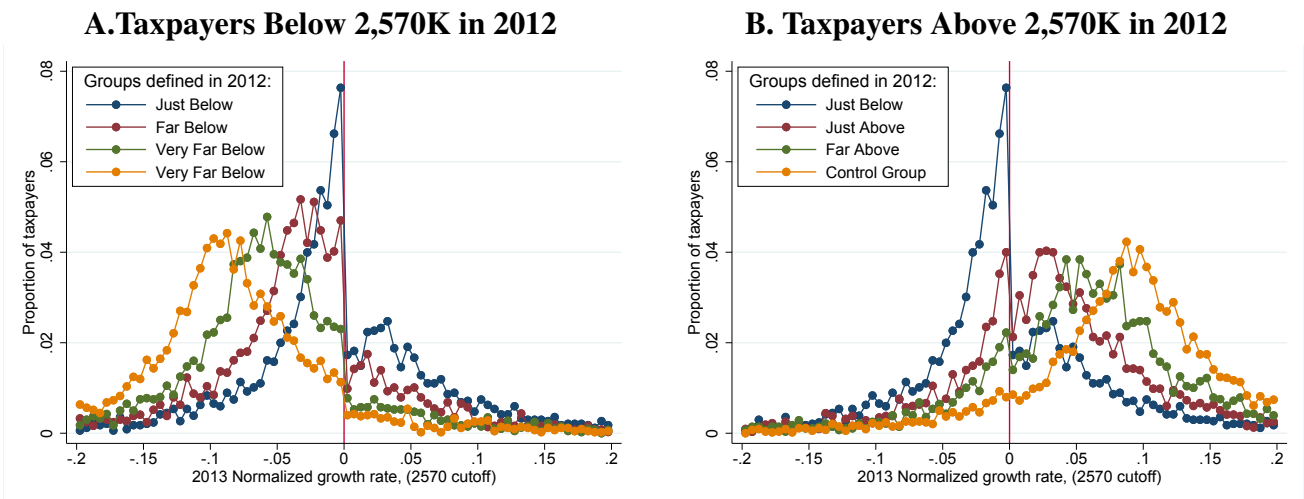 A.Taxpayers Below 2,570K in 2012
Groups defined in 2012:
Just Below
Far Below
Very Far Below
Very Far Below
Proportion of taxpayers
0
.02
.04
.06
.08
-.2
-.15
-.1
-.05
0
.05
.1
.15
.2
2013 Normalized growth rate, (2570 cutoff)
B. Taxpayers Above 2,570K in 2012
Groups defined in 2012:
Just Below
Just Above
Far Above
Control Group
Proportion of taxpayers
0
.02
.04
.06
.08
-.2
-.15
-.1
-.05
0
.05
.1
.15
.2
2013 Normalized growth rate, (2570 cutoff)